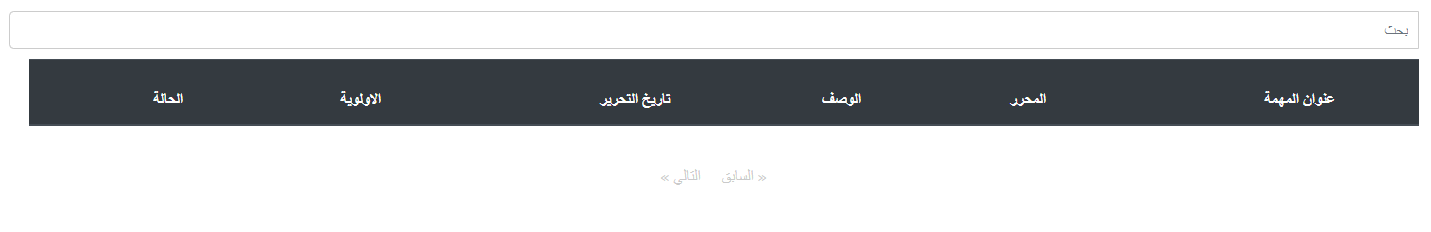 بحث
عنوان المهمة المحرر الوصف تاريخ التحرير الاولوية الحالة
« السابق التالي »